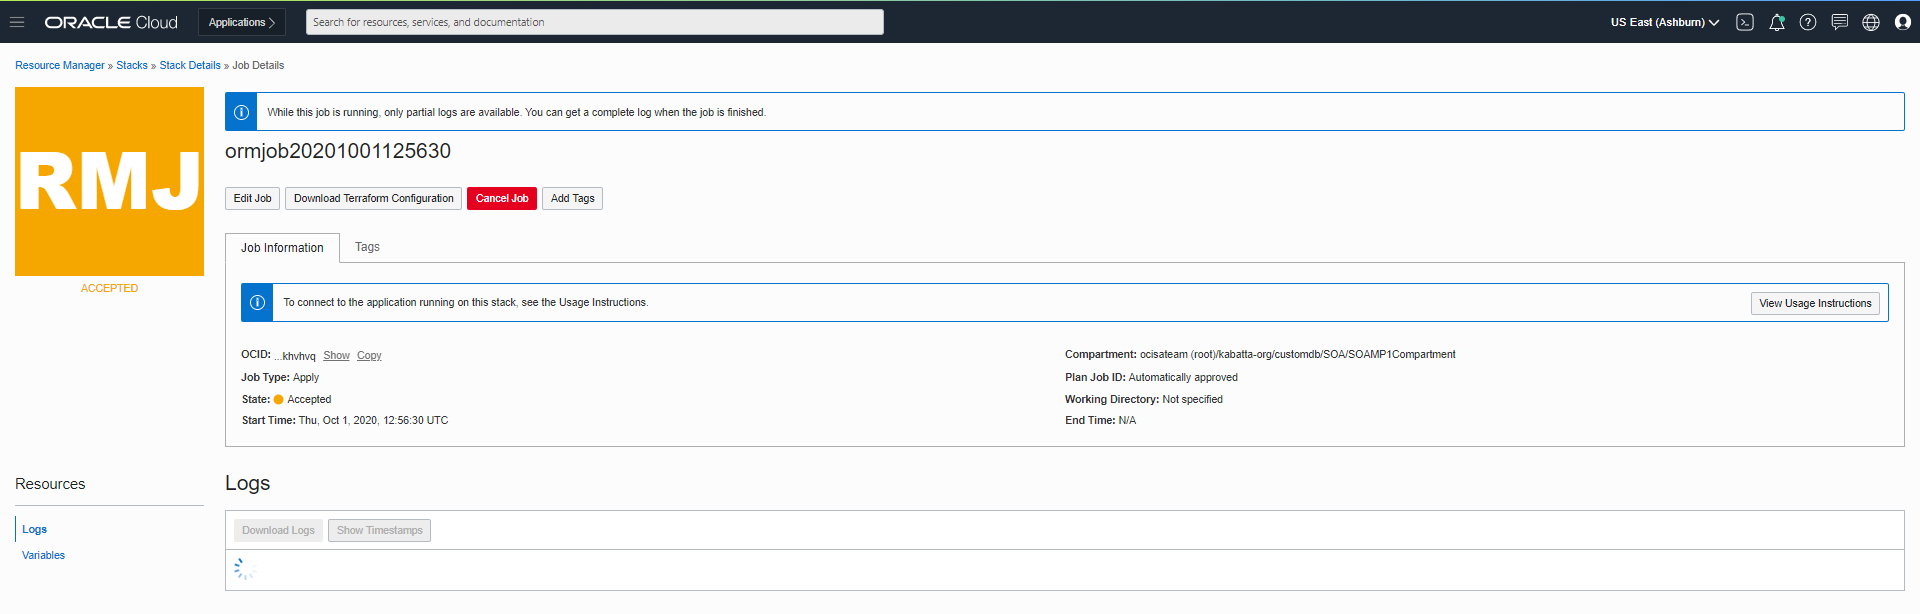 ORACLE Cloud
Applications
Search for resources, services, and documentation
US East (Ashburn)
Resource Manager » Stacks » Stack Details » Job Details
RMJ
ACCEPTED
While this job is running, only partial logs are available. You can get a complete log when the job is finished.
ormjob20201001125630
Edit Job Download Terraform Configuration Cancel Job Add Tags
Job Information Tags
To connect to the application running on this stack, see the Usage Instructions.
View Usage Instructions
OCID: ...khvhvq Show Copy
Job Type: Apply
State: Accepted
Start Time: Thu, Oct 1, 2020, 12:56:30 UTC
Compartment: ocisateam (root)/kabatta-org/customdb/SOA/SOAMP1Compartment
Plan Job ID: Automatically approved
Working Directory: Not specified
End Time: N/A
Resources
Logs
Variables
Logs
Download Logs Show Timestamps